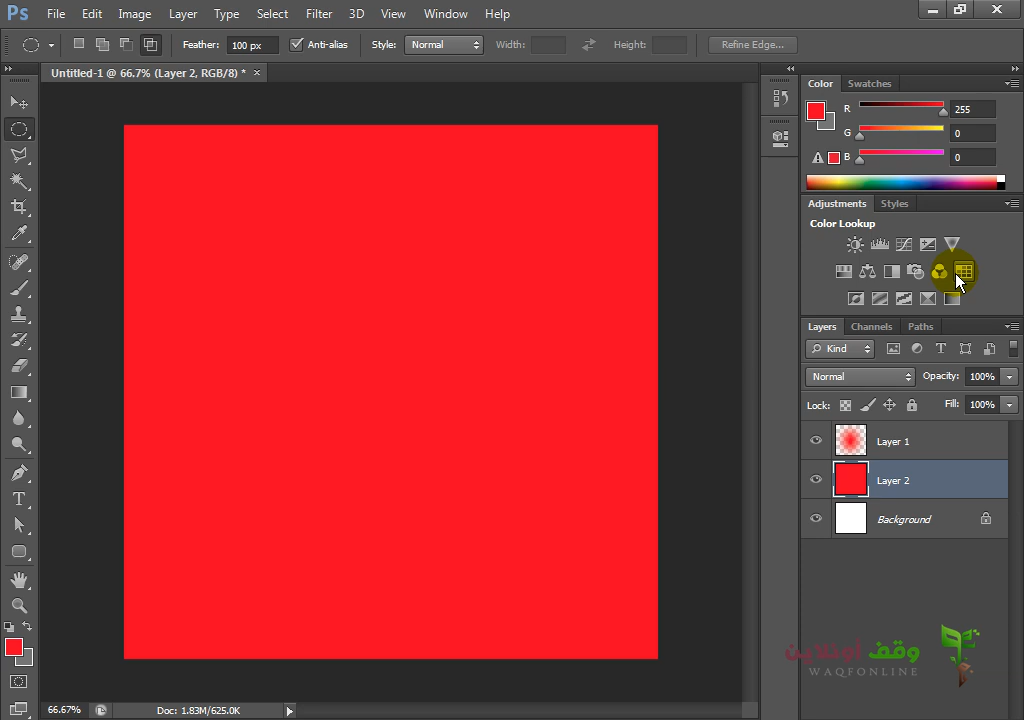 Ps File Edit Image Layer Type Select Filter 3D View Window Help
Feather: 100 px Anti-alias Style: Normal Width: Height: Refine Edge...
Untitled-1 @ 66.7% (Layer 2, RGB/8) * ×
Color Swatches
R 255
G 0
B 0
Adjustments Styles
Color Lookup
Layers Channels Paths
Kind
Normal Opacity: 100%
Lock: Fill: 100%
Layer 1
Layer 2
Background
وقف أونلاين
WAQFONLINE
66.67% Doc: 1.83M/625.0K